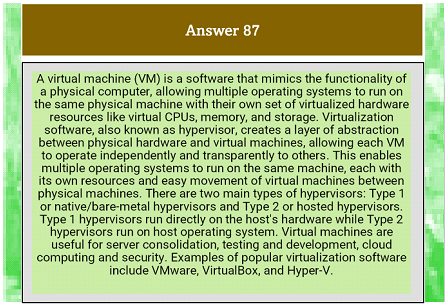 Answer 87
A virtual machine (VM) is a software that mimics the functionality of
a physical computer, allowing multiple operating systems to run on
the same physical machine with their own set of virtualized hardware
resources like virtual CPUs, memory, and storage. Virtualization
software, also known as hypervisor, creates a layer of abstraction
between physical hardware and virtual machines, allowing each VM
to operate independently and transparently to others. This enables
multiple operating systems to run on the same machine, each with
its own resources and easy movement of virtual machines between
physical machines. There are two main types of hypervisors: Type 1
or native/bare-metal hypervisors and Type 2 or hosted hypervisors.
Type 1 hypervisors run directly on the host's hardware while Type 2
hypervisors run on host operating system. Virtual machines are
useful for server consolidation, testing and development, cloud
computing and security. Examples of popular virtualization software
include VMware, VirtualBox, and Hyper-V.